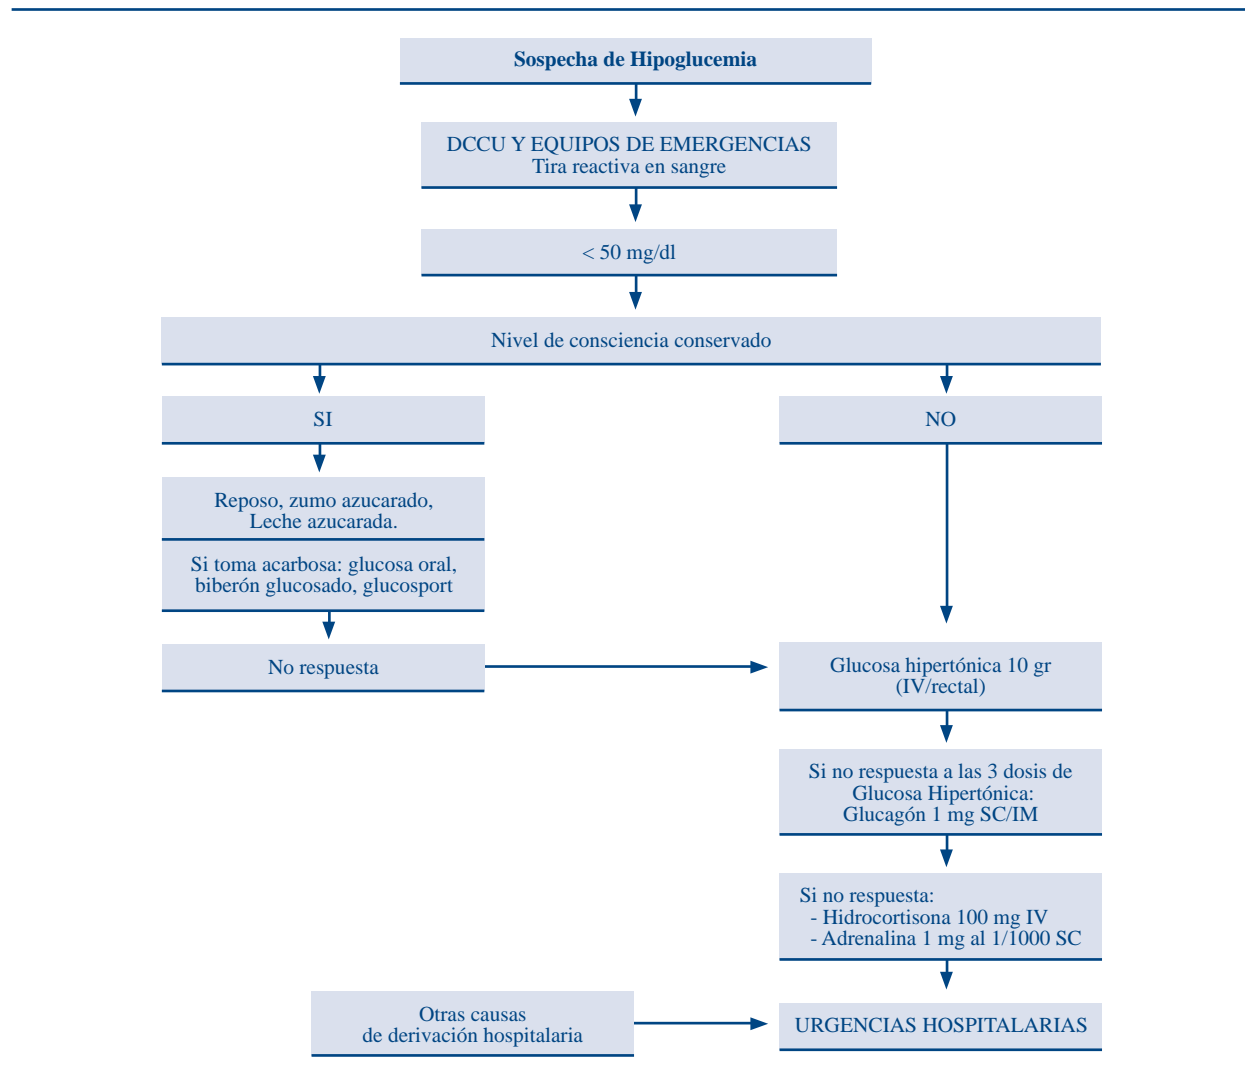 Sospecha de Hipoglucemia
DCCU Y EQUIPOS DE EMERGENCIAS
Tira reactiva en sangre
< 50 mg/dl
Nivel de consciencia conservado
SI
NO
Reposo, zumo azucarado,
Leche azucarada.
Si toma acarbosa: glucosa oral,
biberón glucosado, glucosport
No respuesta
Glucosa hipertónica 10 gr
(IV/rectal)
Si no respuesta a las 3 dosis de
Glucosa Hipertónica:
Glucagón 1 mg SC/IM
Si no respuesta:
- Hidrocortisona 100 mg IV
- Adrenalina 1 mg al 1/1000 SC
Otras causas
de derivación hospitalaria
URGENCIAS HOSPITALARIAS